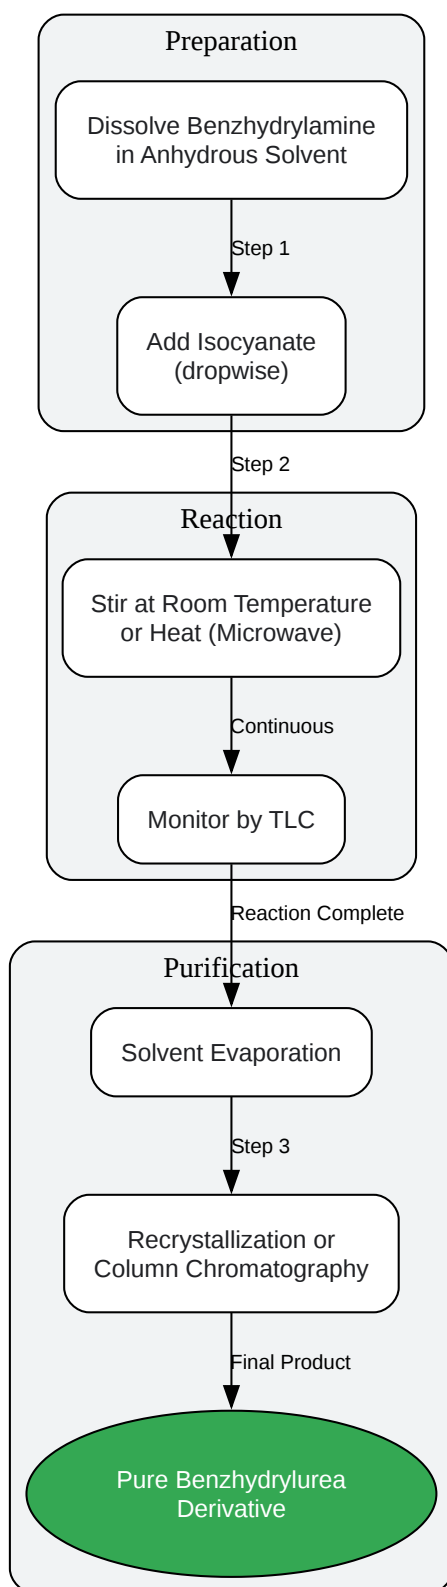 Preparation
Dissolve Benzhydrylamine
in Anhydrous Solvent
Step 1
Add Isocyanate
(dropwise)
Step 2
Reaction
Stir at Room Temperature
or Heat (Microwave)
Continuous
Monitor by TLC
Reaction Complete
Purification
Solvent Evaporation
Step 3
Recrystallization or
Column Chromatography
Final Product
Pure Benzhydrylurea
Derivative